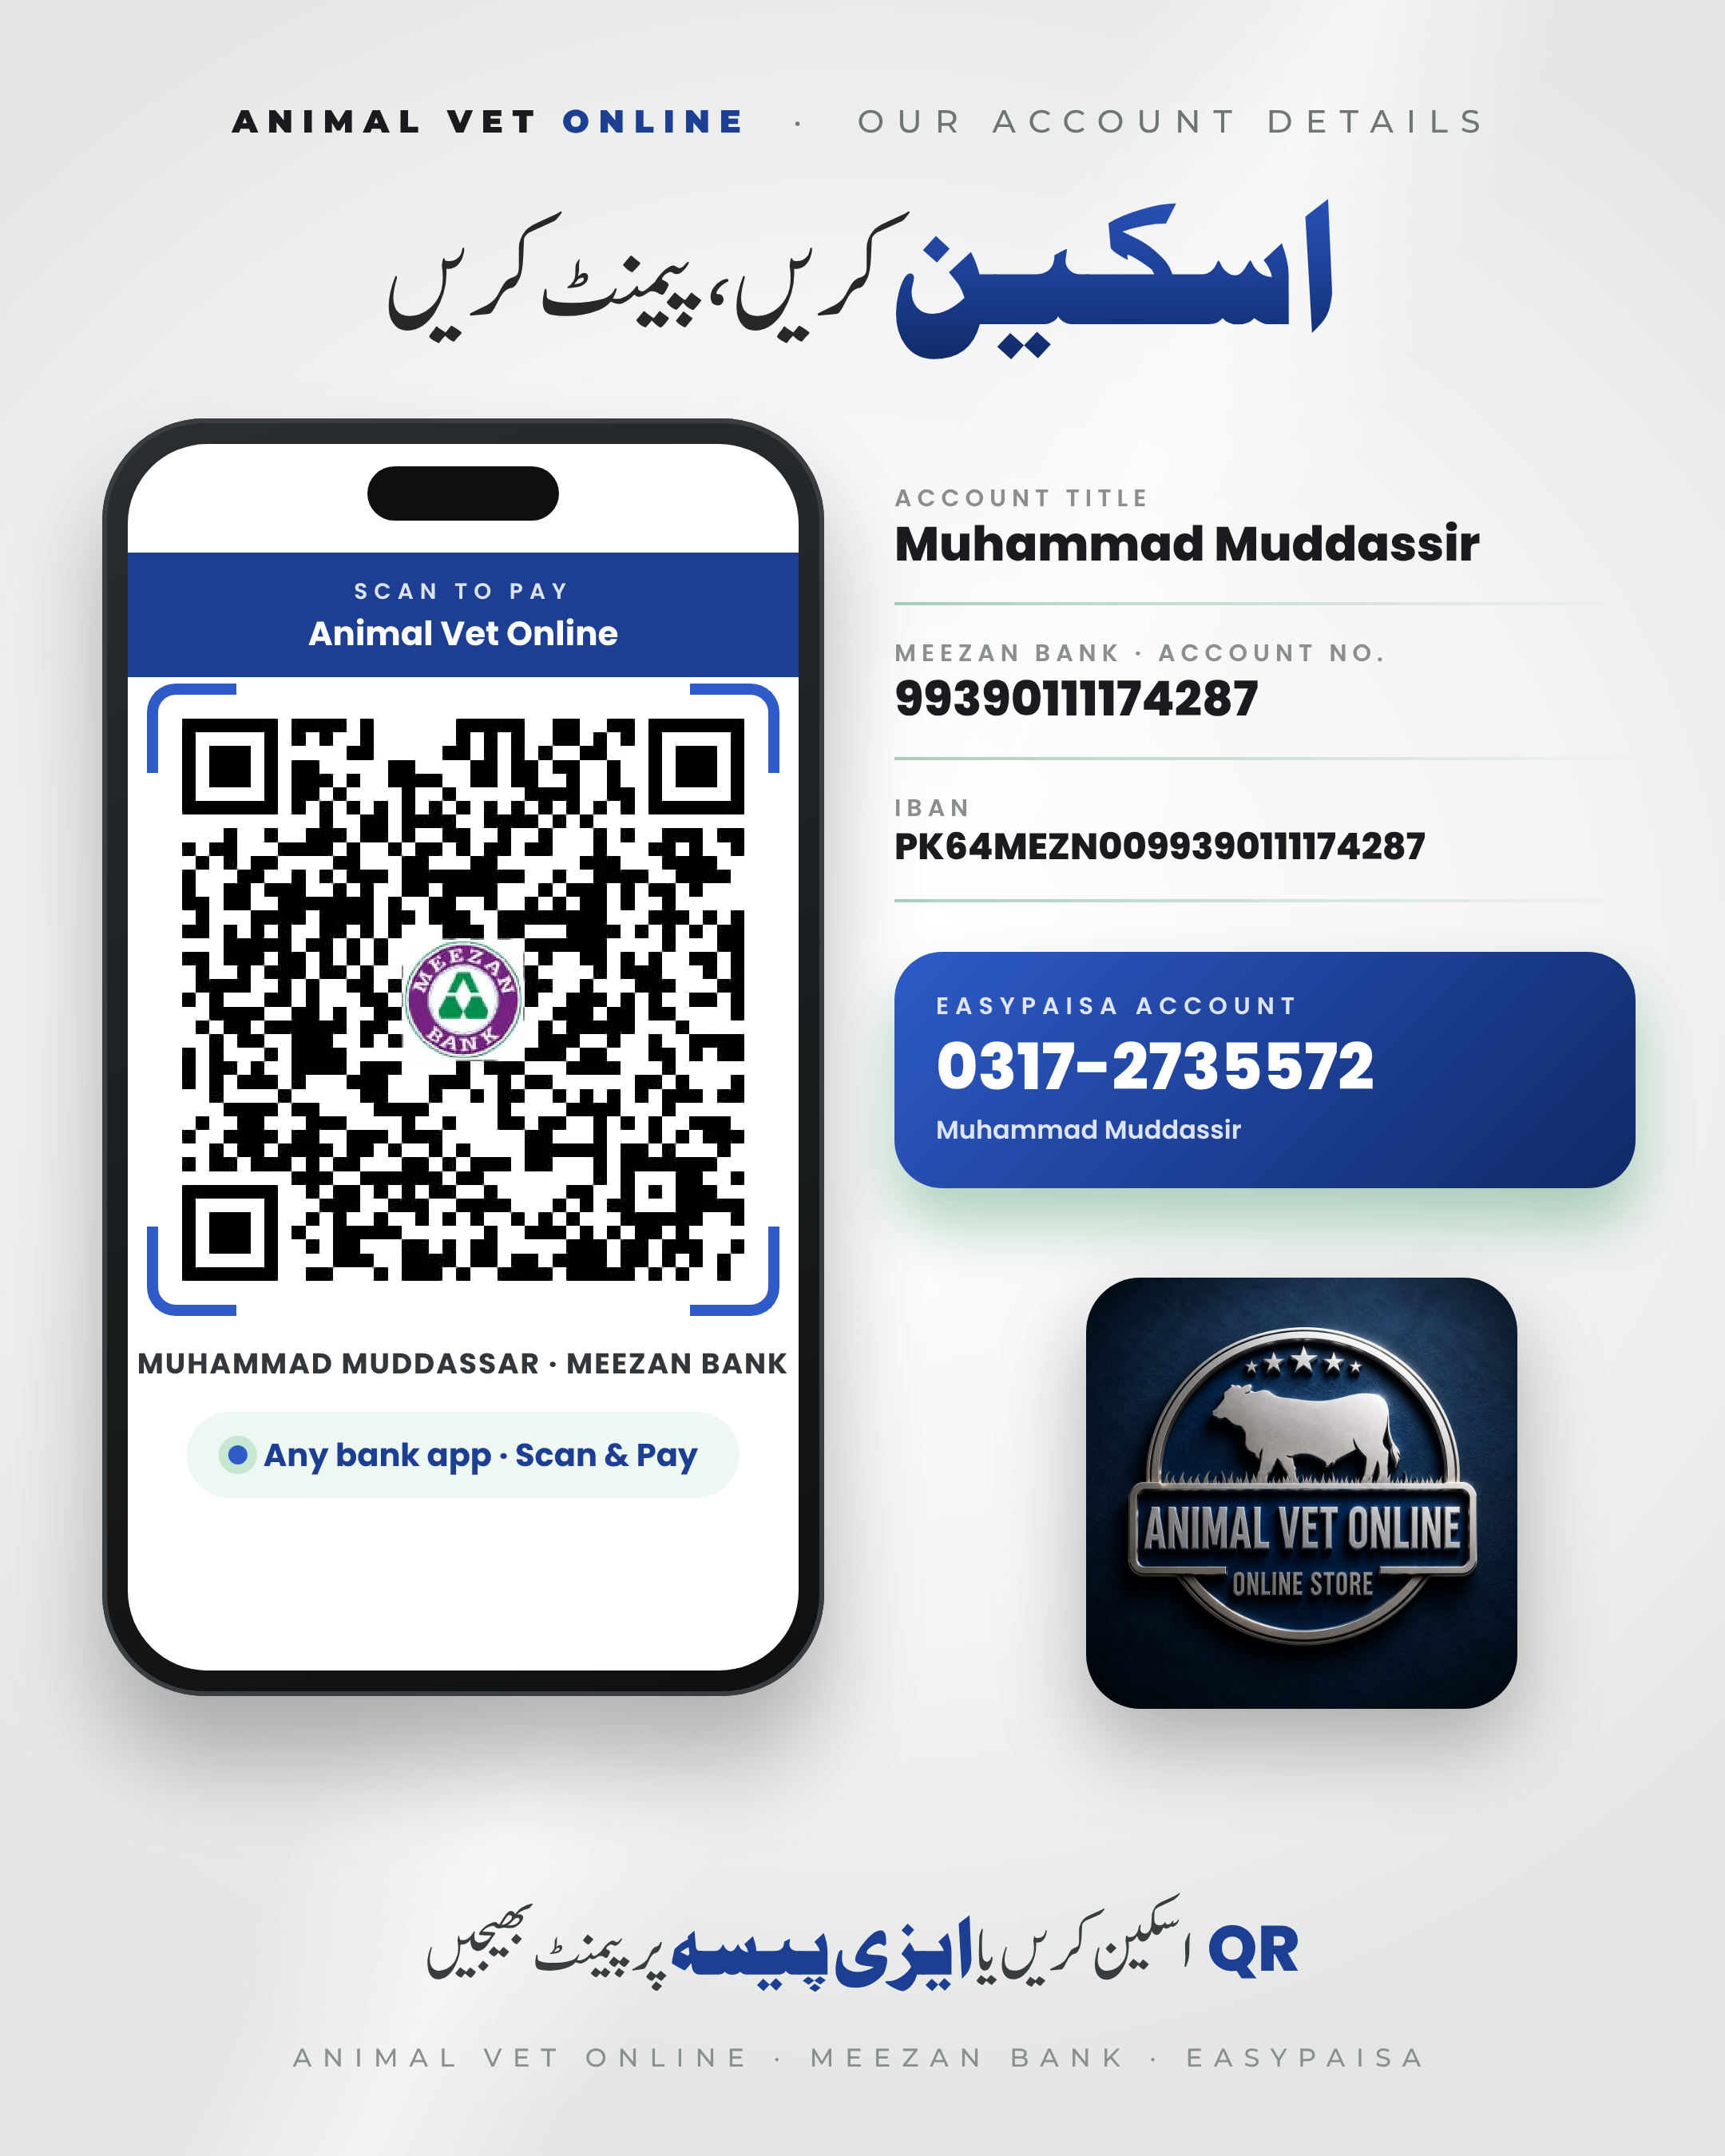 ANIMAL VET ONLINE · OUR ACCOUNT DETAILS
اسکین کریں، پیمنٹ کریں
SCAN TO PAY
Animal Vet Online
MEEZAN BANK
MUHAMMAD MUDDASSAR · MEEZAN BANK
Any bank app · Scan & Pay
ACCOUNT TITLE
Muhammad Muddassir
MEEZAN BANK · ACCOUNT NO.
99390111174287
IBAN
PK64MEZN0099390111174287
EASYPAISA ACCOUNT
0317-2735572
Muhammad Muddassir
ANIMAL VET ONLINE
ONLINE STORE
QR اسکین کریں یا ایزی پیسہ پر پیمنٹ بھیجیں
ANIMAL VET ONLINE · MEEZAN BANK · EASYPAISA